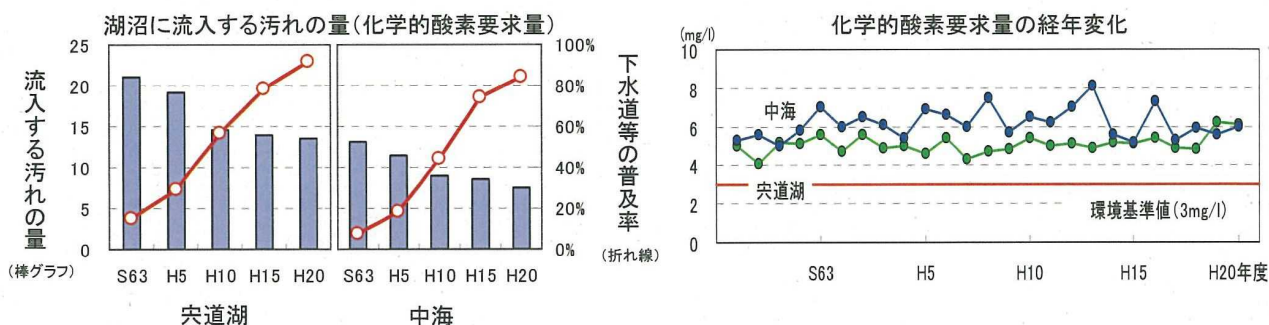 湖沼に流入する汚れの量(化学的酸素要求量)
流入する汚れの量
(棒グラフ)
25
20
15
10
5
0
100%
80%
60%
40%
20%
0%
下水道等の普及率
(折れ線)
S63 H5 H10 H15 H20
宍道湖
S63 H5 H10 H15 H20
中海
化学的酸素要求量の経年変化
(mg/l)
10
8
6
4
2
0
中海
宍道湖
環境基準値(3mg/l)
S63 H5 H10 H15 H20年度